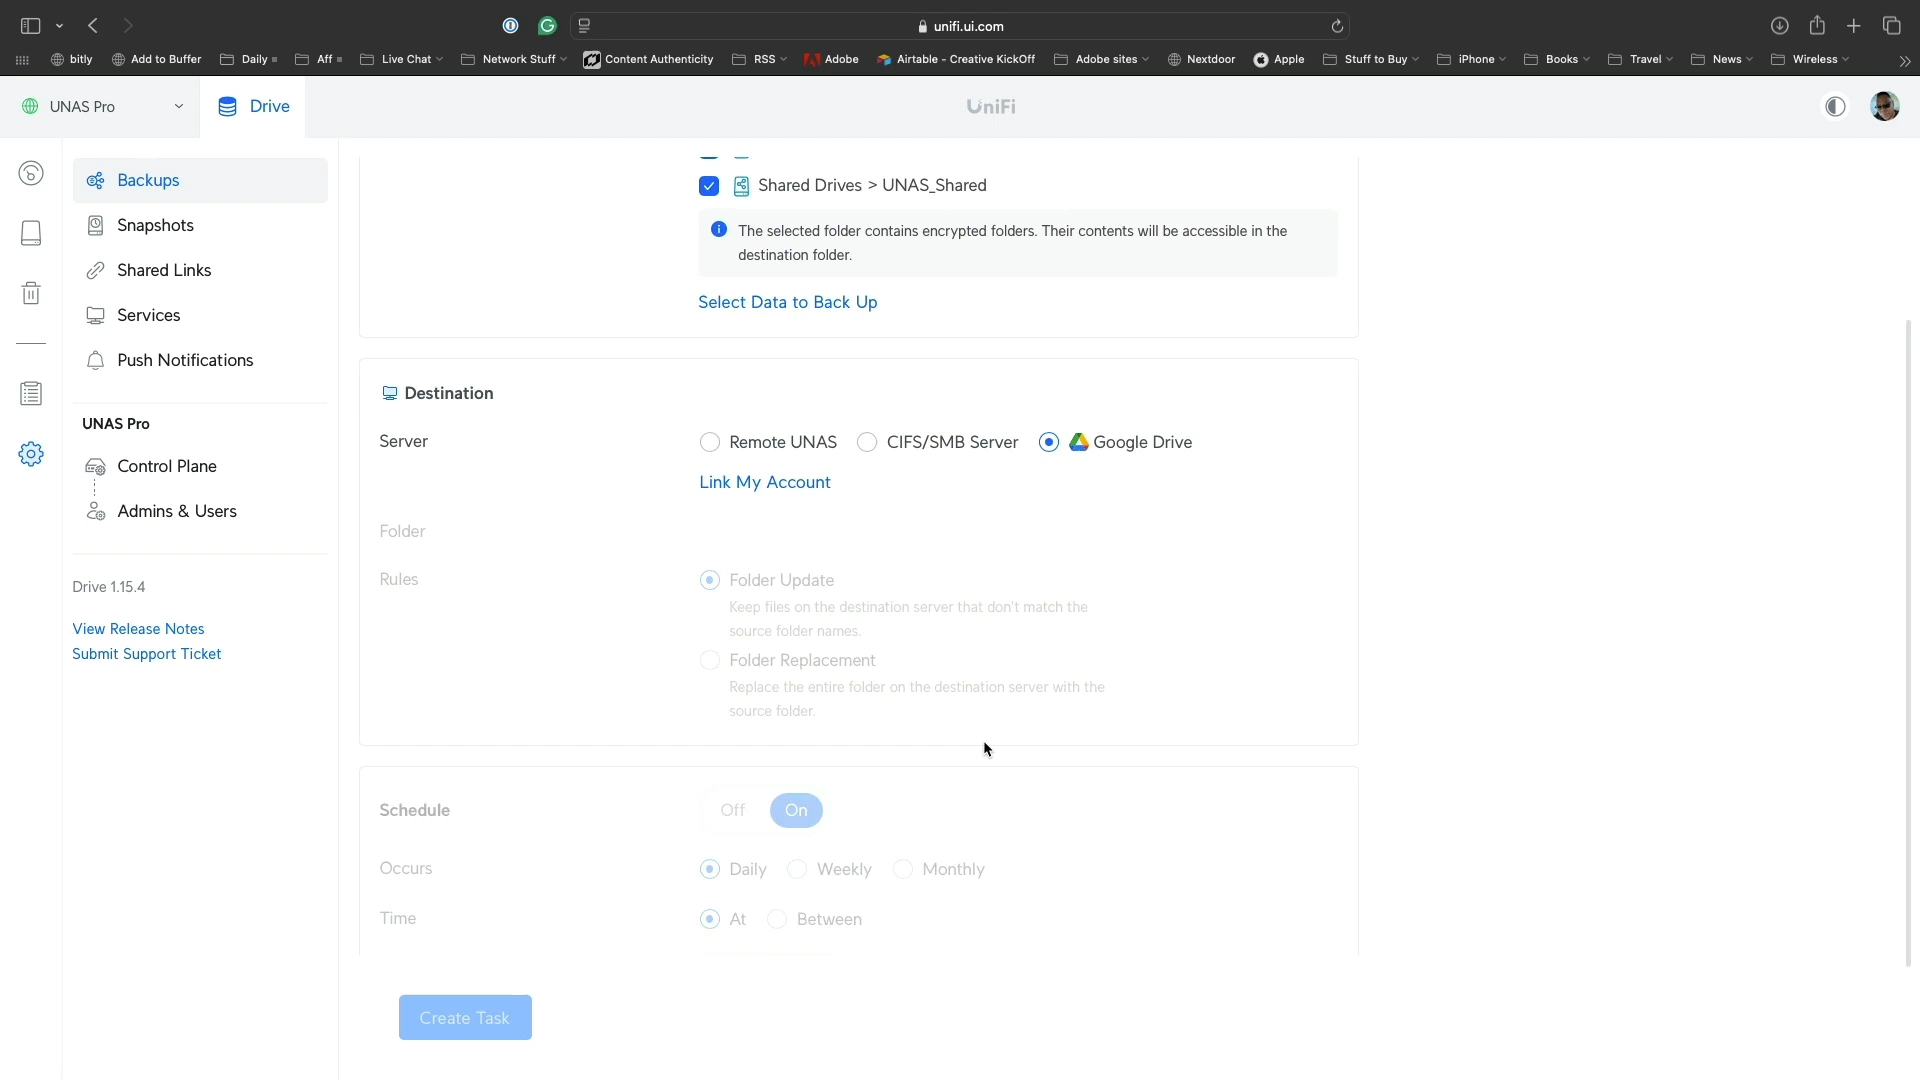 unifi.ui.com
bitly
Add to Buffer
Daily
Aff
Live Chat
Network Stuff
Content Authenticity
RSS
Adobe
Airtable - Creative KickOff
Adobe sites
Nextdoor
Apple
Stuff to Buy
iPhone
Books
Travel
News
Wireless
UNAS Pro
Drive
UniFi
Backups
Snapshots
Shared Links
Services
Push Notifications
UNAS Pro
Control Plane
Admins & Users
Drive 1.15.4
View Release Notes
Submit Support Ticket
Shared Drives > UNAS_Shared
The selected folder contains encrypted folders. Their contents will be accessible in the
destination folder.
Select Data to Back Up
Destination
Server
Remote UNAS
CIFS/SMB Server
Google Drive
Link My Account
Folder
Rules
Folder Update
Keep files on the destination server that don't match the
source folder names.
Folder Replacement
Replace the entire folder on the destination server with the
source folder.
Schedule
Off
On
Occurs
Daily
Weekly
Monthly
Time
At
Between
Create Task